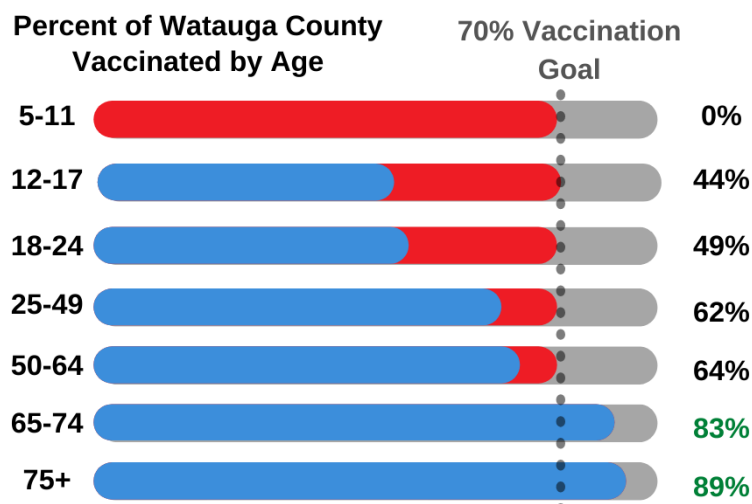 Percent of Watauga County
Vaccinated by Age
70% Vaccination
Goal
5-11 0%
12-17 44%
18-24 49%
25-49 62%
50-64 64%
65-74 83%
75+ 89%